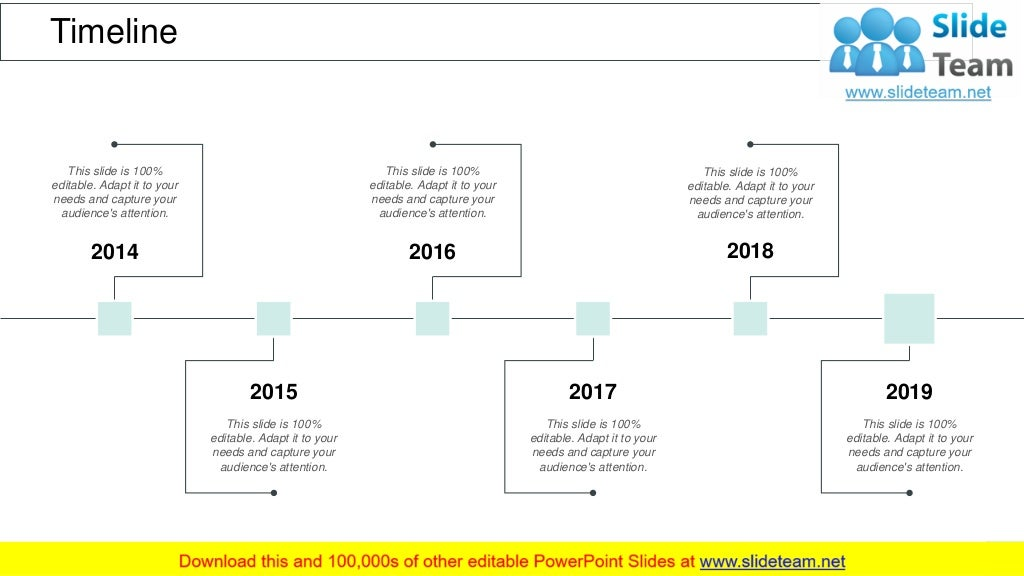 Timeline
Slide
Team
www.slideteam.net
This slide is 100%
editable. Adapt it to your
needs and capture your
audience's attention.
2014
This slide is 100%
editable. Adapt it to your
needs and capture your
audience's attention.
2016
This slide is 100%
editable. Adapt it to your
needs and capture your
audience's attention.
2018
2015
This slide is 100%
editable. Adapt it to your
needs and capture your
audience's attention.
2017
This slide is 100%
editable. Adapt it to your
needs and capture your
audience's attention.
2019
This slide is 100%
editable. Adapt it to your
needs and capture your
audience's attention.
Download this and 100,000s of other editable PowerPoint Slides at www.slideteam.net